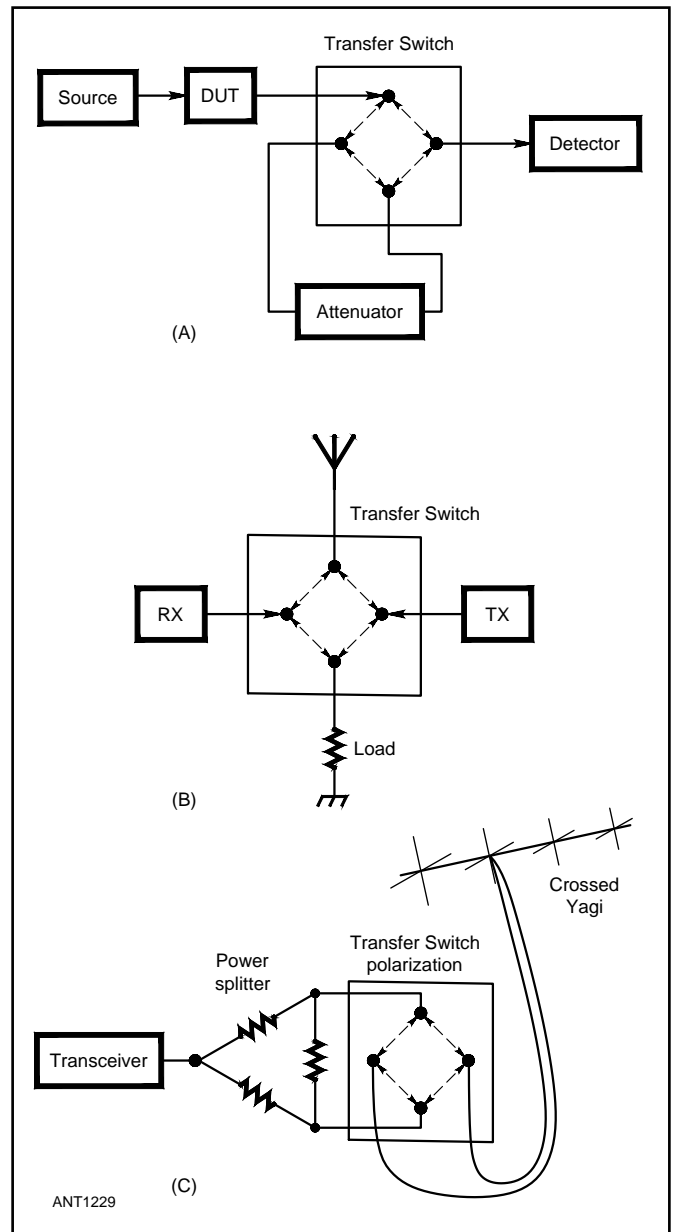 Transfer Switch
Source
DUT
Detector
Attenuator
(A)
Transfer Switch
RX
TX
Load
(B)
Crossed
Yagi
Transfer Switch
polarization
Power
splitter
Transceiver
(C)
ANT1229